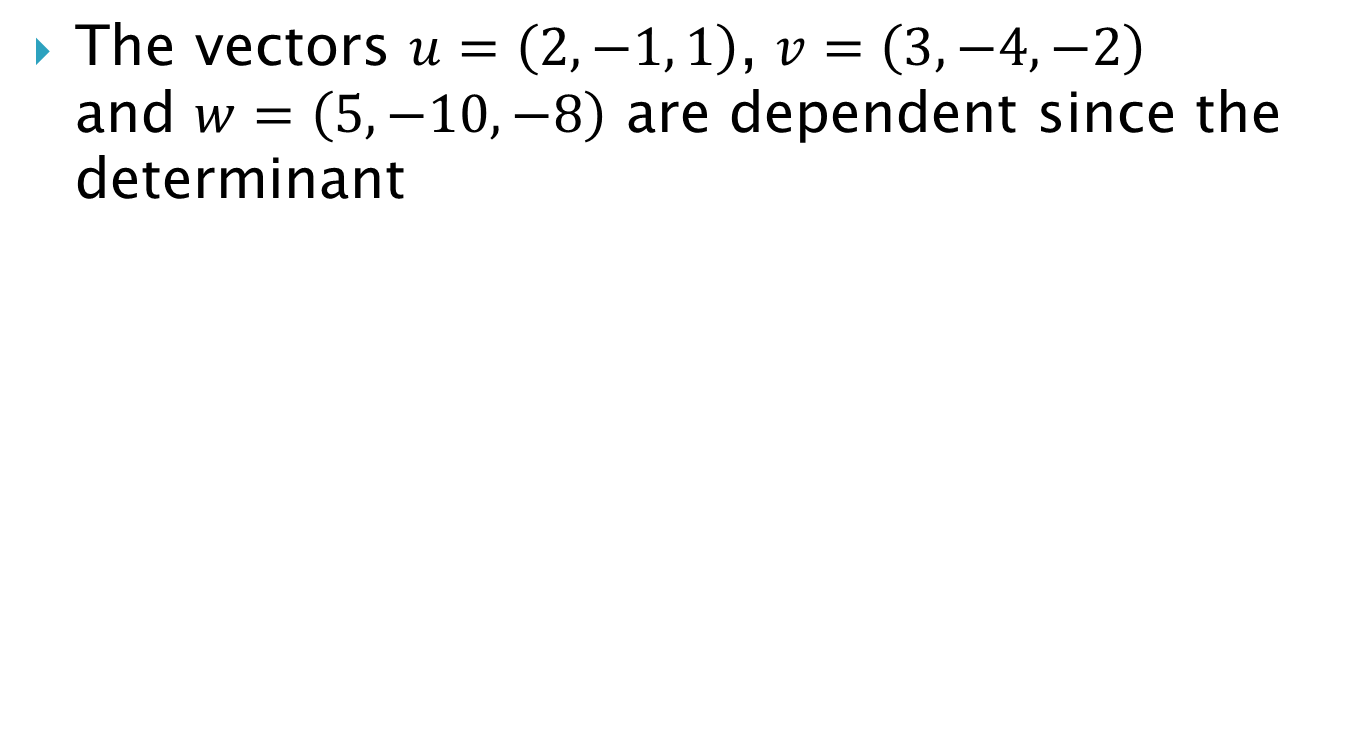 The vectors 𝑢 = (2, −1, 1), 𝑣 = (3, −4, −2)
and 𝑤 = (5, −10, −8) are dependent since the
determinant